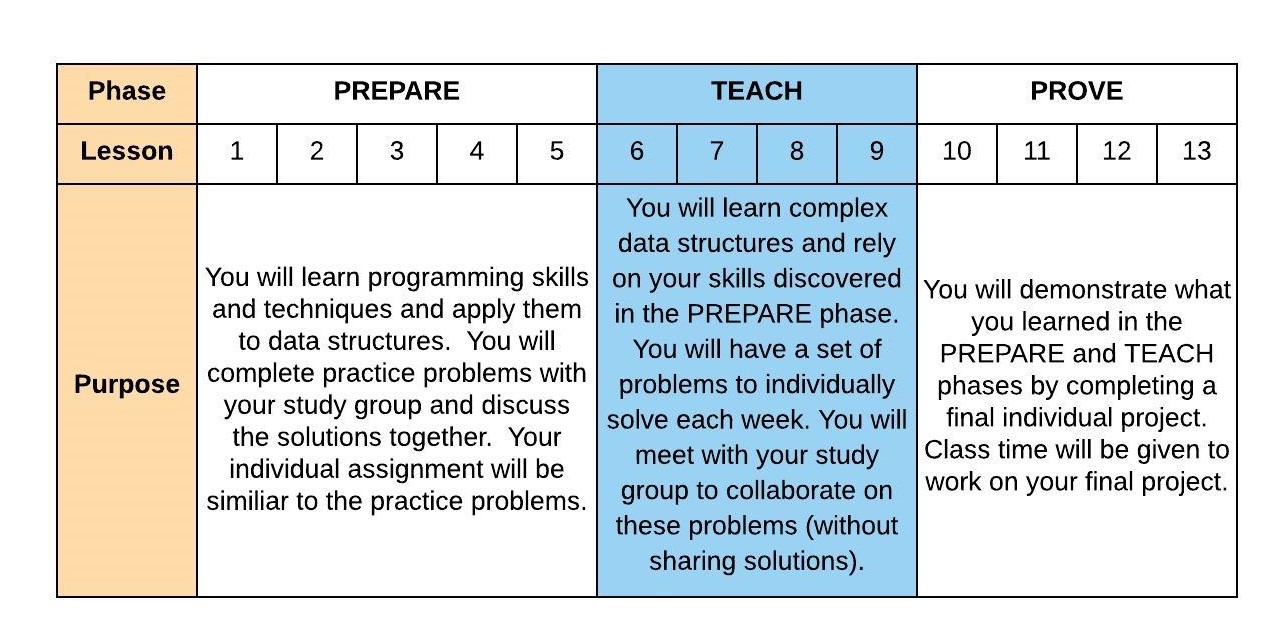 Phase PREPARE TEACH PROVE
Lesson 1 2 3 4 5 6 7 8 9 10 11 12 13
Purpose
You will learn programming skills
and techniques and apply them
to data structures.  You will
complete practice problems with
your study group and discuss
the solutions together.  Your
individual assignment will be
similiar to the practice problems.
You will learn complex
data structures and rely
on your skills discovered
in the PREPARE phase.
You will have a set of
problems to individually
solve each week. You will
meet with your study
group to collaborate on
these problems (without
sharing solutions).
You will demonstrate what
you learned in the
PREPARE and TEACH
phases by completing a
final individual project.
Class time will be given to
work on your final project.